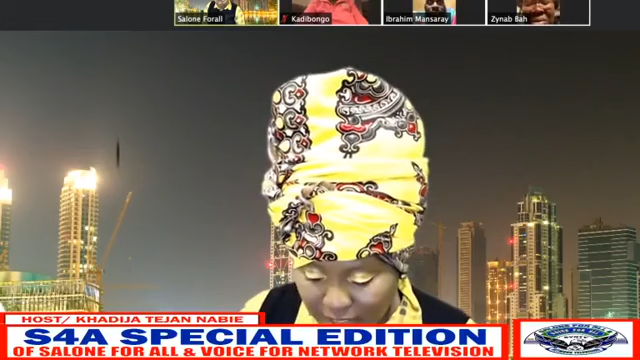 Salone Forall
Kadibongo
Ibrahim Mansaray
Zynab Bah
HOST/ KHADIJA TEJAN NABIE
S4A SPECIAL EDITION
OF SALONE FOR ALL & VOICE FOR NETWORK TELEVISION